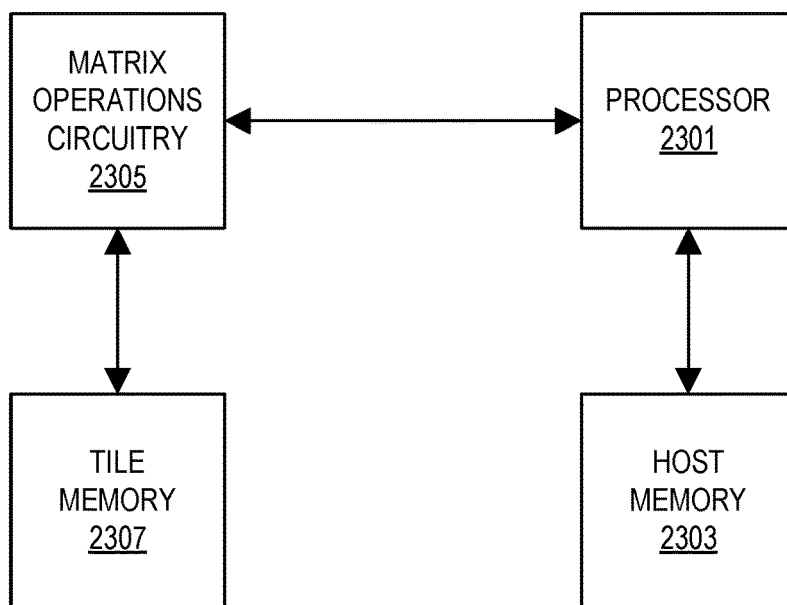 MATRIX
OPERATIONS
CIRCUITRY
2305
PROCESSOR
2301
TILE
MEMORY
2307
HOST
MEMORY
2303